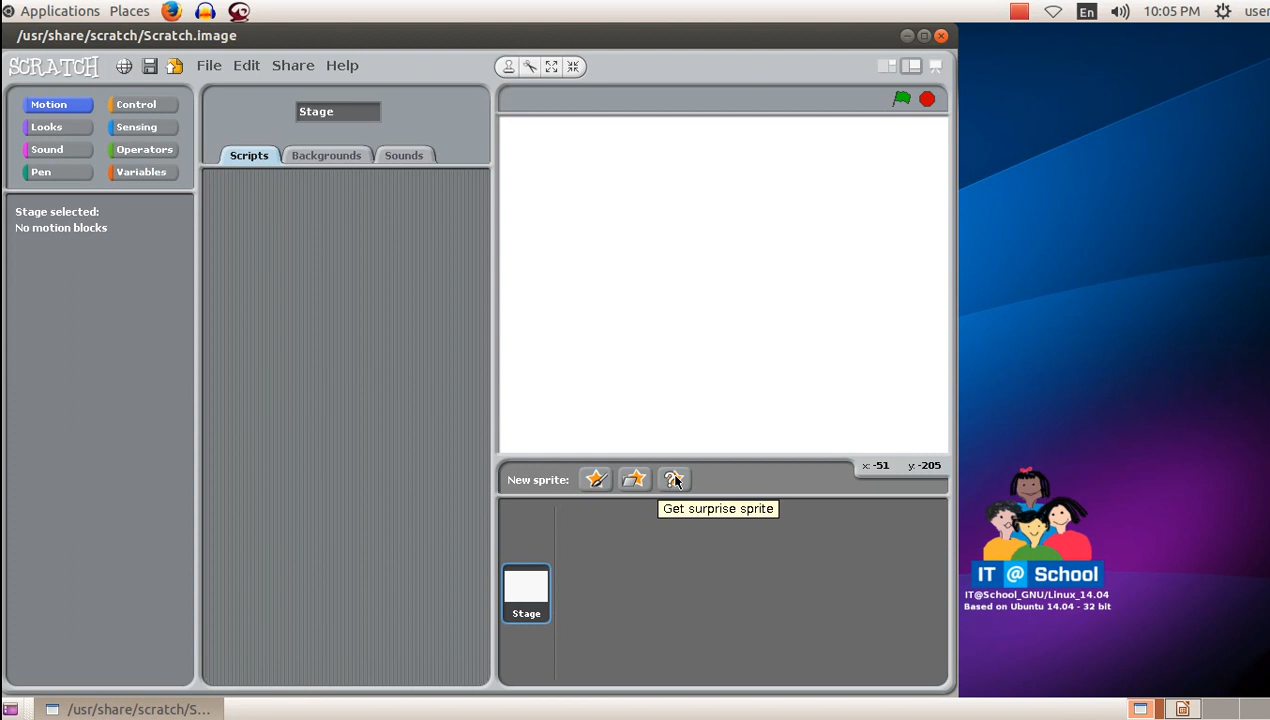 Applications Places En 10:05 PM user
/usr/share/scratch/Scratch.image
SCRATCH File Edit Share Help
Motion Control
Looks Sensing
Sound Operators
Pen Variables
Stage selected:
No motion blocks
Stage
Scripts Backgrounds Sounds
x: -51 y: -205
New sprite:
Get surprise sprite
Stage
IT @ School
IT@School_GNU/Linux_14.04
Based on Ubuntu 14.04 - 32 bit
/usr/share/scratch/S...